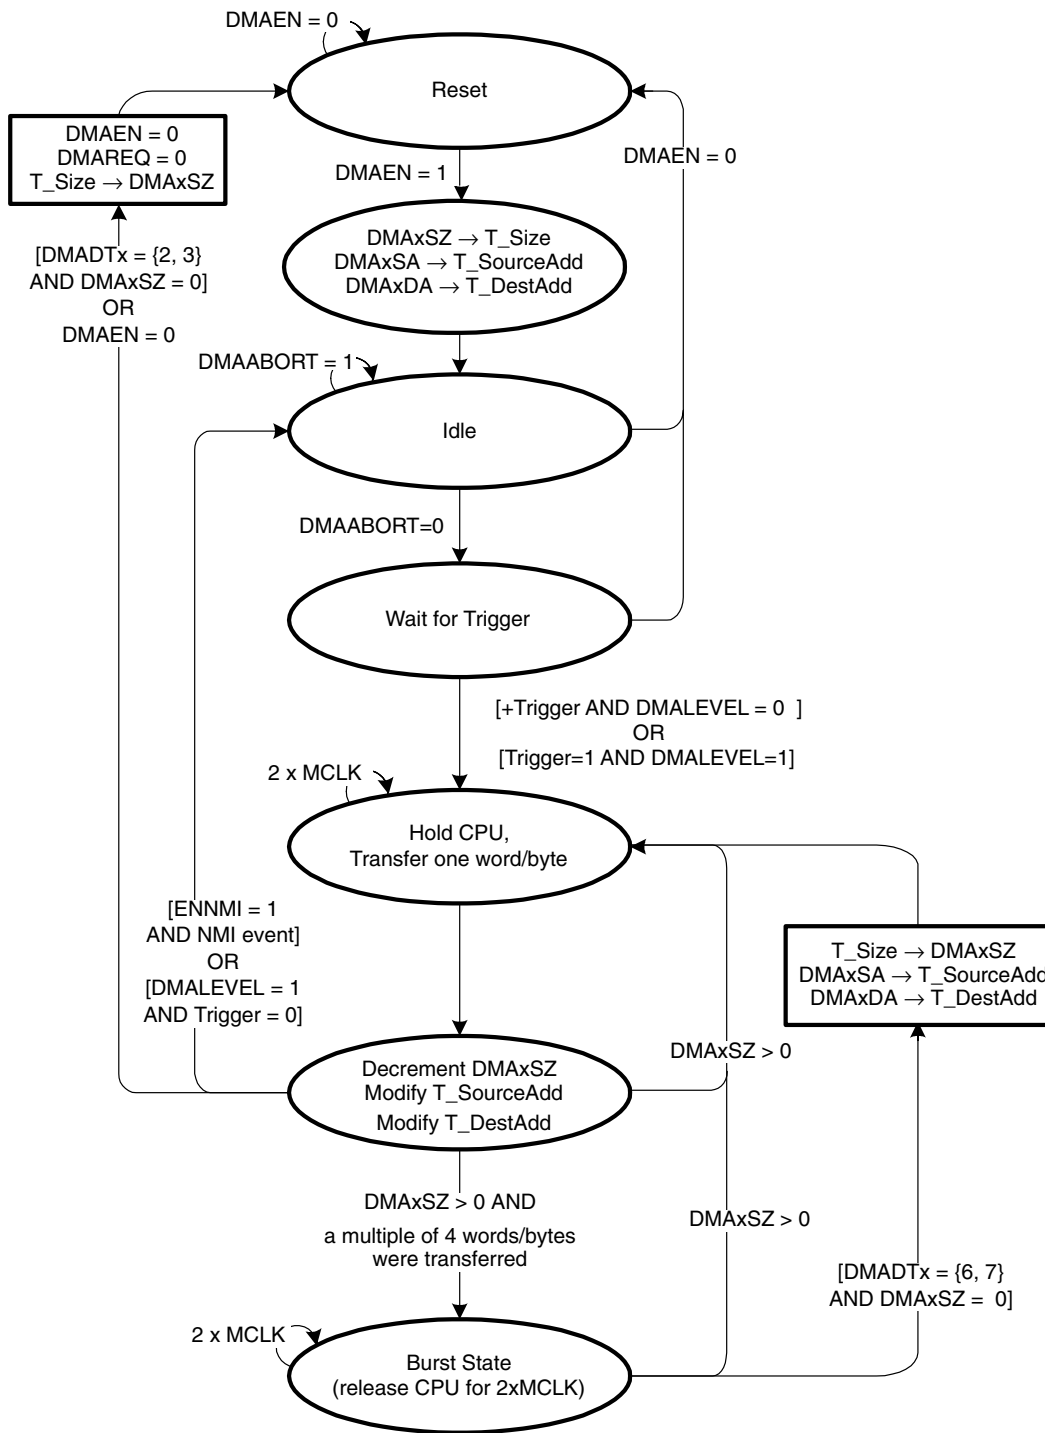 DMAEN = 0
Reset
DMAEN = 0
DMAREQ = 0
T_Size → DMAxSZ
DMAEN = 0
DMAEN = 1
[DMADTx = {2, 3}
AND DMAxSZ = 0]
OR
DMAEN = 0
DMAxSZ → T_Size
DMAxSA → T_SourceAdd
DMAxDA → T_DestAdd
DMAABORT = 1
Idle
DMAABORT=0
Wait for Trigger
[+Trigger AND DMALEVEL = 0 ]
OR
[Trigger=1 AND DMALEVEL=1]
2 x MCLK
Hold CPU,
Transfer one word/byte
[ENNMI = 1
AND NMI event]
OR
[DMALEVEL = 1
AND Trigger = 0]
T_Size → DMAxSZ
DMAxSA → T_SourceAdd
DMAxDA → T_DestAdd
DMAxSZ > 0
Decrement DMAxSZ
Modify T_SourceAdd
Modify T_DestAdd
DMAxSZ > 0 AND
a multiple of 4 words/bytes
were transferred
DMAxSZ > 0
[DMADTx = {6, 7}
AND DMAxSZ = 0]
2 x MCLK
Burst State
(release CPU for 2xMCLK)